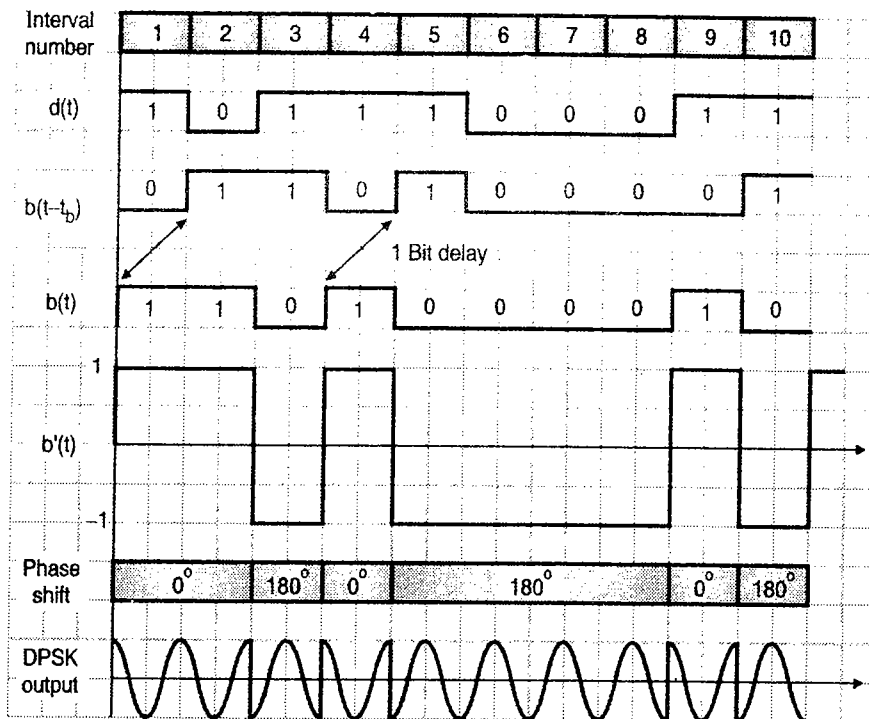 Interval number 1 2 3 4 5 6 7 8 9 10
d(t) 1 0 1 1 1 0 0 0 1 1
b(t–t_b) 0 1 1 0 1 0 0 0 0 1
1 Bit delay
b(t) 1 1 0 1 0 0 0 0 1 0
1
b'(t)
–1
Phase shift 0° 180° 0° 180° 0° 180°
DPSK output